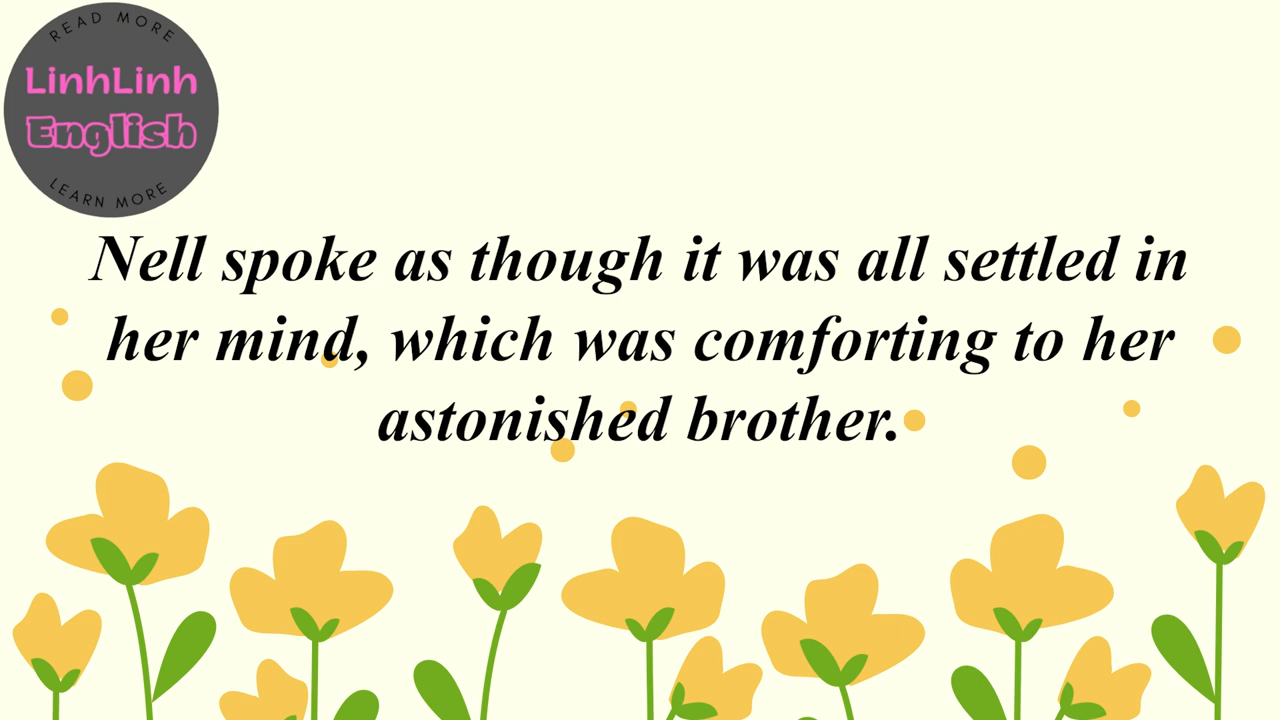 READ MORE
LinhLinh
English
LEARN MORE
Nell spoke as though it was all settled in
her mind, which was comforting to her
astonished brother.